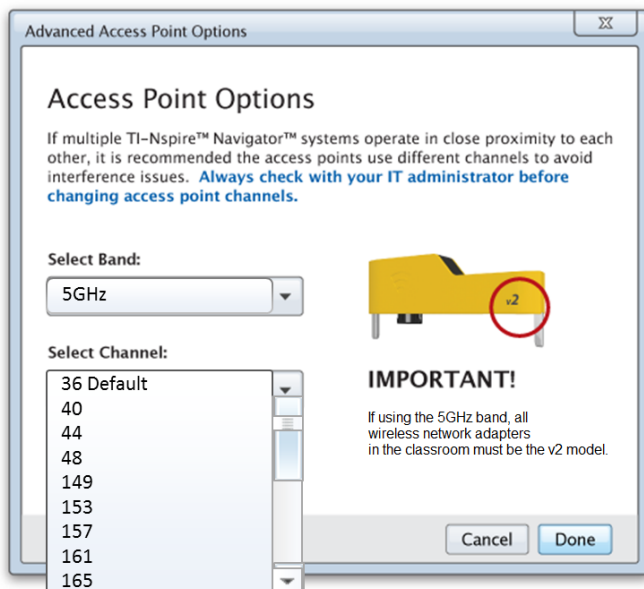 Advanced Access Point Options
Access Point Options
If multiple TI-Nspire™ Navigator™ systems operate in close proximity to each
other, it is recommended the access points use different channels to avoid
interference issues. Always check with your IT administrator before
changing access point channels.
Select Band:
5GHz
v2
Select Channel:
36 Default
40
44
48
149
153
157
161
165
IMPORTANT!
If using the 5GHz band, all
wireless network adapters
in the classroom must be the v2 model.
Cancel
Done